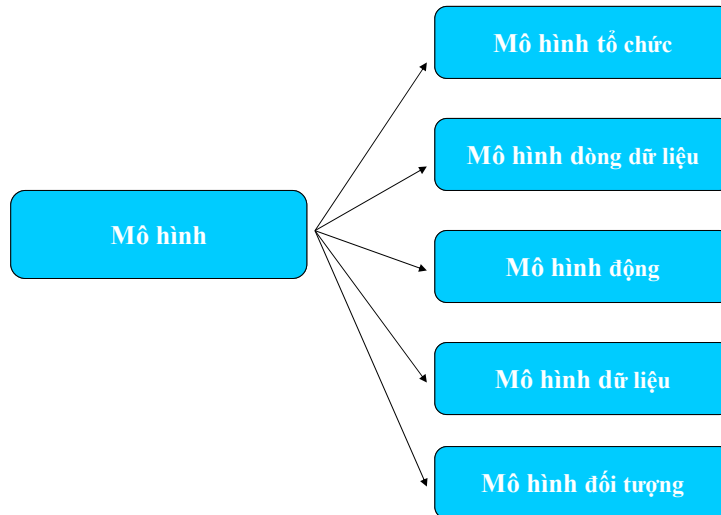 Mô hình tổ chức
Mô hình dòng dữ liệu
Mô hình
Mô hình động
Mô hình dữ liệu
Mô hình đối tượng